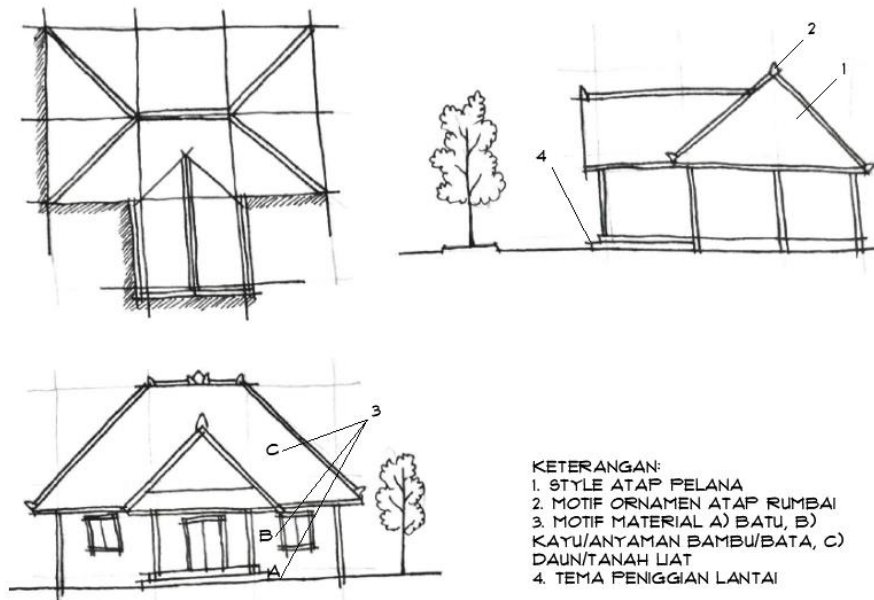 2
1
4
3
C
B
A
KETERANGAN:
1. STYLE ATAP PELANA
2. MOTIF ORNAMEN ATAP RUMBAI
3. MOTIF MATERIAL A) BATU, B)
KAYU/ANYAMAN BAMBU/BATA, C)
DAUN/TANAH LIAT
4. TEMA PENIGGIAN LANTAI